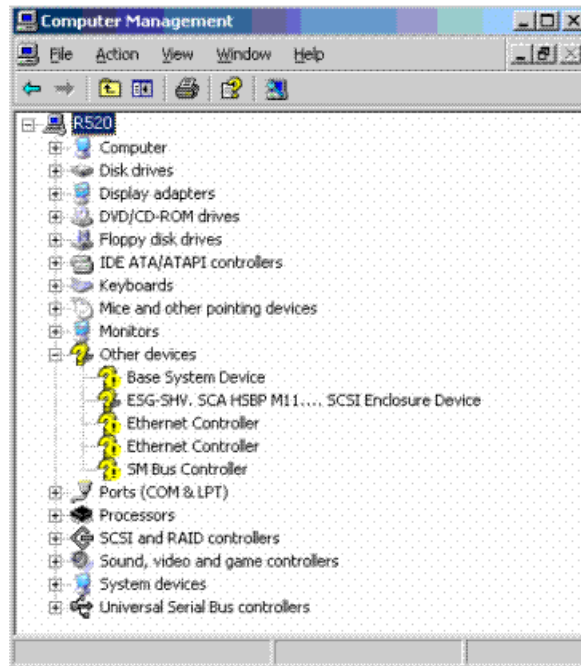 Computer Management
File Action View Window Help
R520
Computer
Disk drives
Display adapters
DVD/CD-ROM drives
Floppy disk drives
IDE ATA/ATAPI controllers
Keyboards
Mice and other pointing devices
Monitors
Other devices
Base System Device
ESG-SHV. SCA HSBP M11.... SCSI Enclosure Device
Ethernet Controller
Ethernet Controller
SM Bus Controller
Ports (COM & LPT)
Processors
SCSI and RAID controllers
Sound, video and game controllers
System devices
Universal Serial Bus controllers